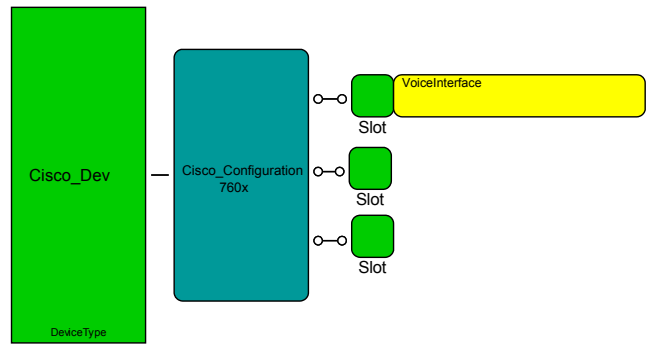 VoiceInterface
Slot
Cisco_Dev
Cisco_Configuration
760x
Slot
Slot
DeviceType